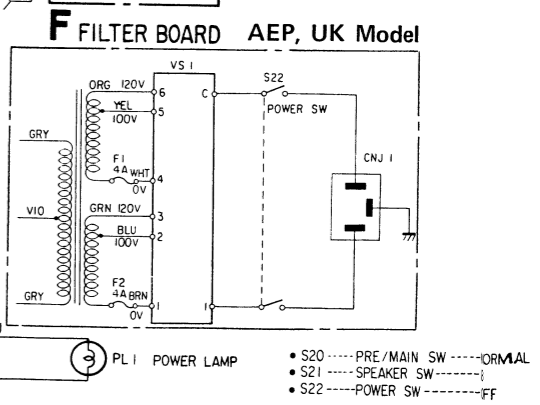 F FILTER BOARD AEP, UK Model
VS 1
ORG 120V
6
C
S22
YEL
5
100V
POWER SW
GRY
F1
4A WHT
4
0V
CNJ 1
VIO
GRN 120V
3
BLU
2
100V
F2
4A BRN
GRY
0V
1
1
PL 1 POWER LAMP
• S20 ----- PRE/MAIN SW -----ORMAL
• S21 ----- SPEAKER SW -------
• S22 -----POWER SW --------FF